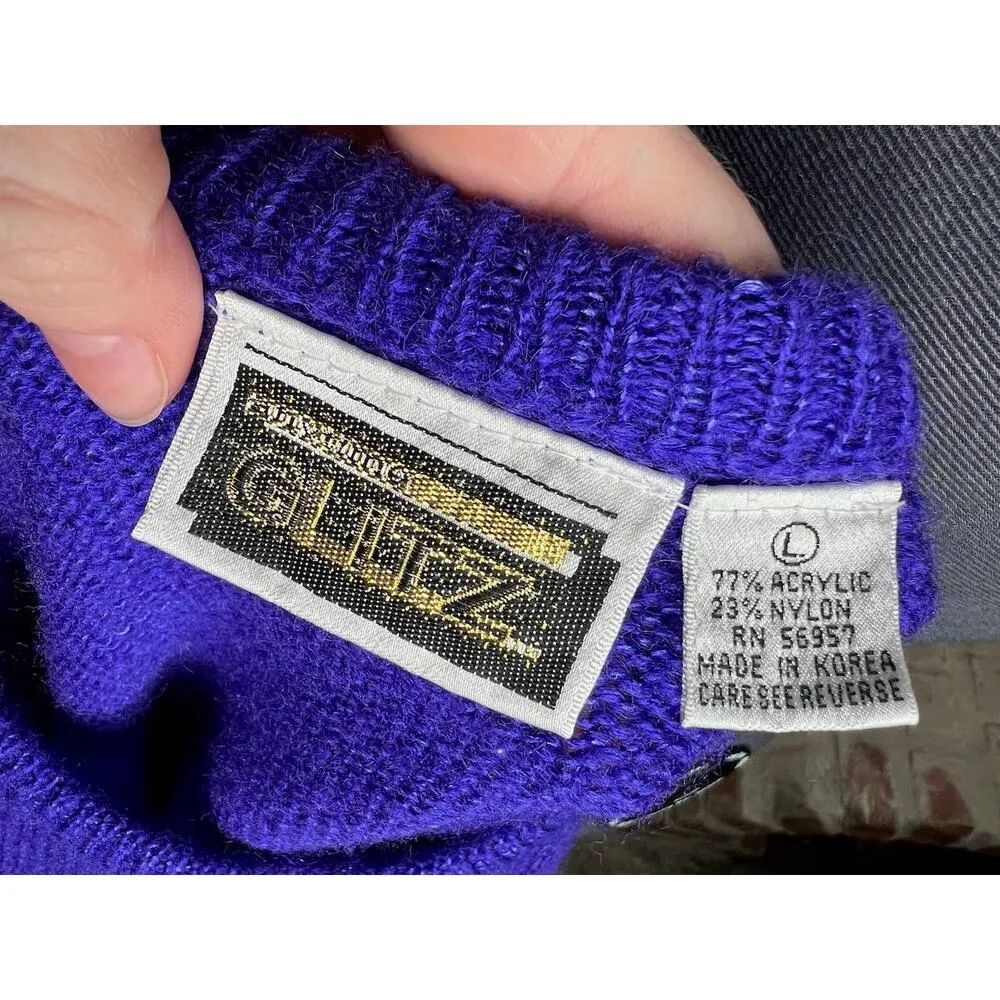 GLITZ
L
77% ACRYLIC
23% NYLON
RN 56957
MADE IN KOREA
CARE SEE REVERSE